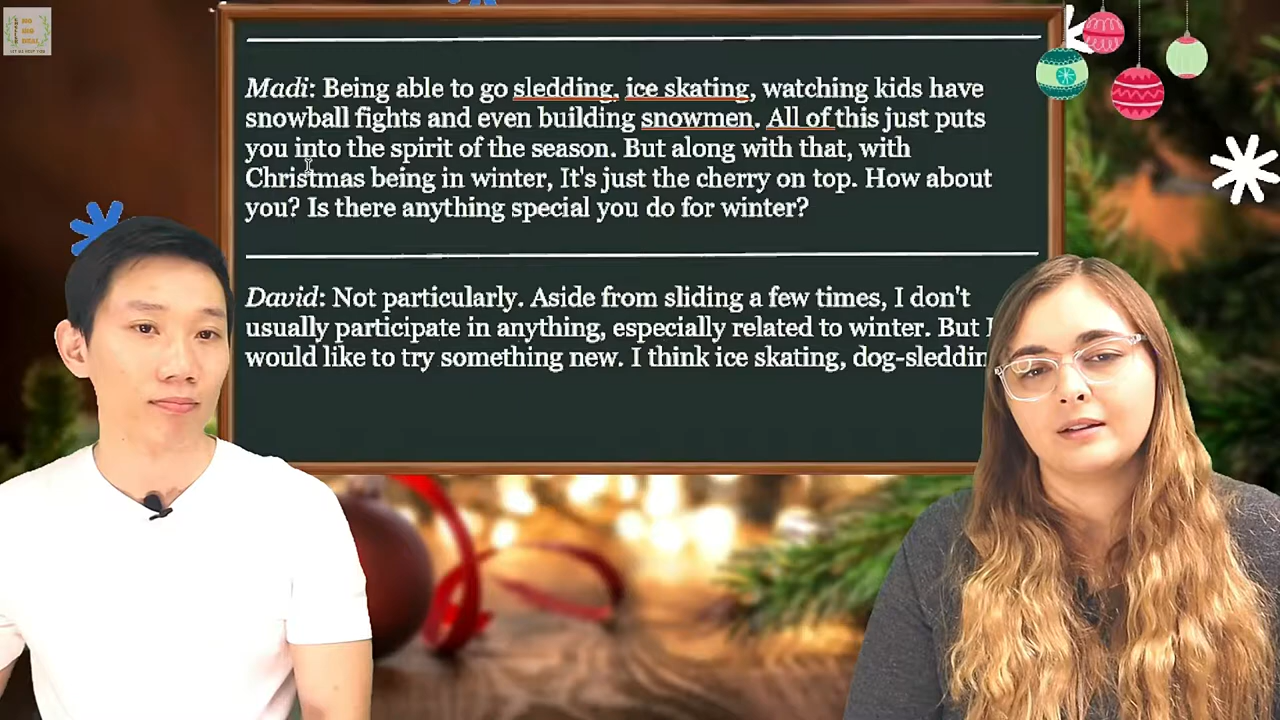 Madi: Being able to go sledding, ice skating, watching kids have
snowball fights and even building snowmen. All of this just puts
you into the spirit of the season. But along with that, with
Christmas being in winter, It's just the cherry on top. How about
you? Is there anything special you do for winter?
David: Not particularly. Aside from sliding a few times, I don't
usually participate in anything, especially related to winter. But I
would like to try something new. I think ice skating,